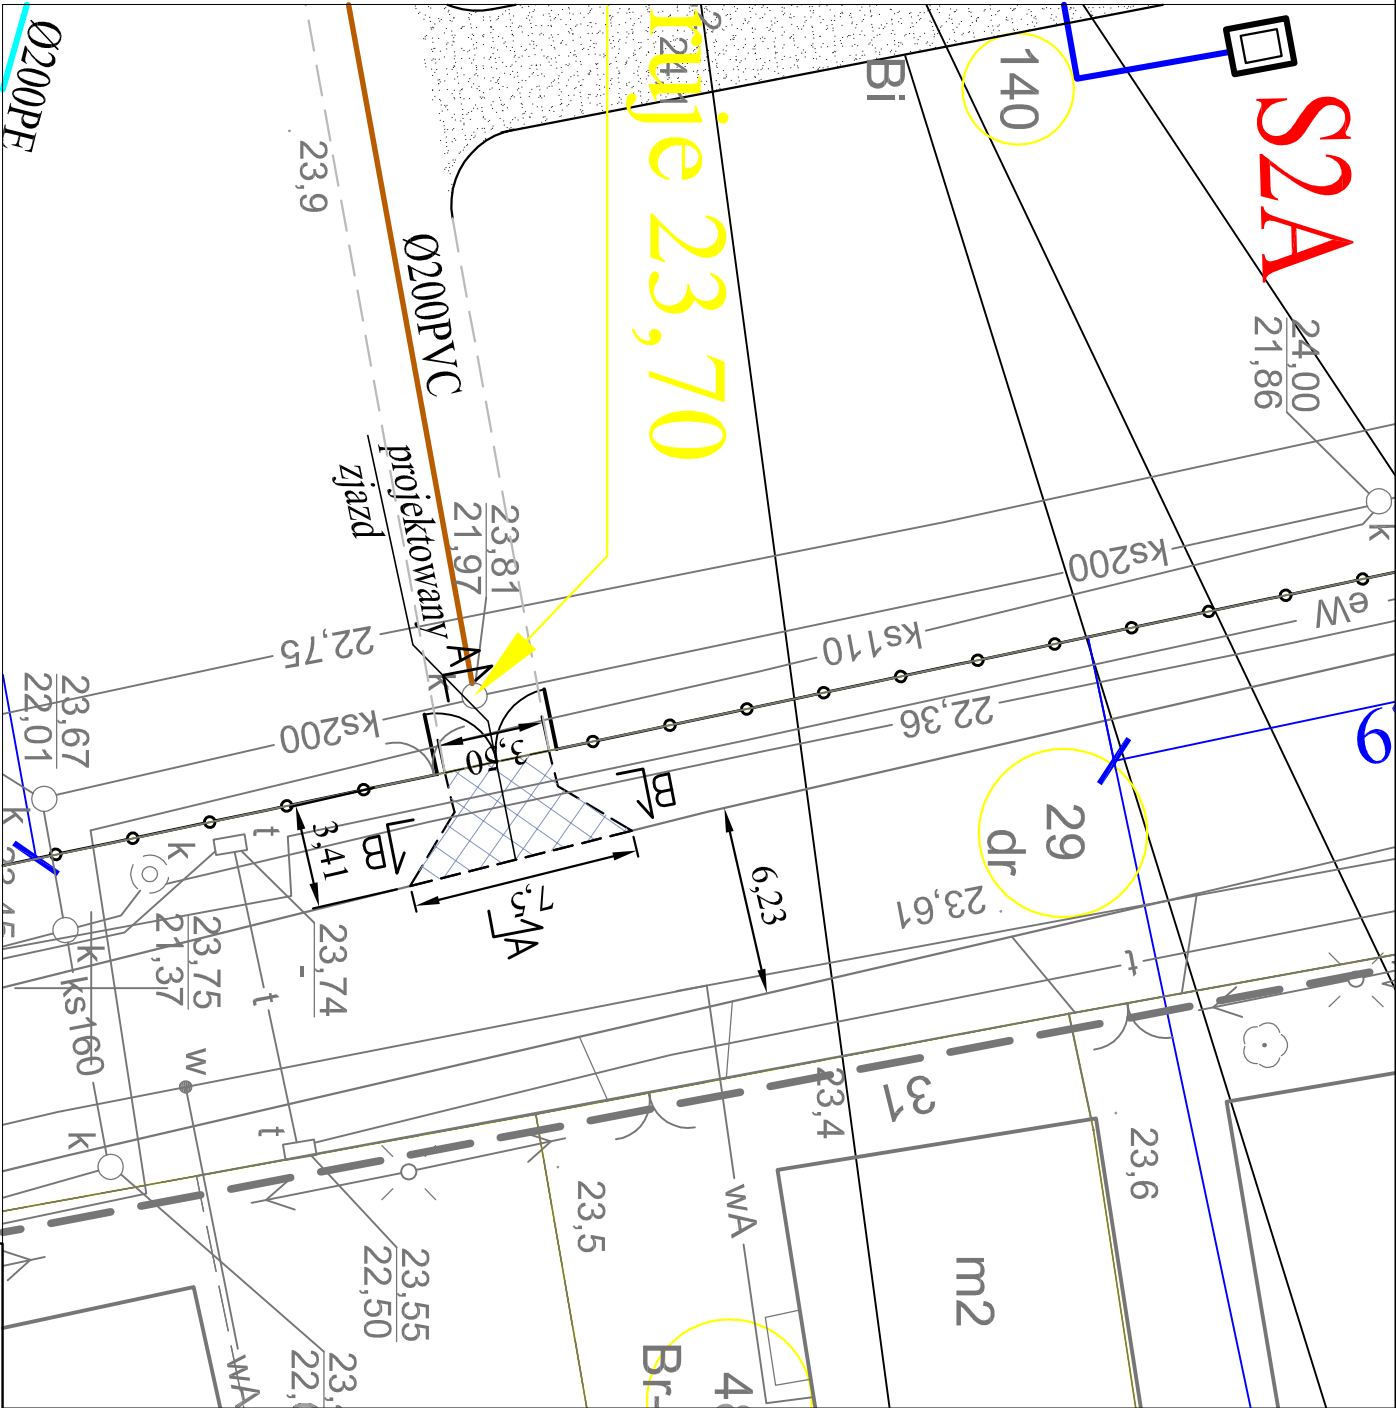 Ø200PE
23,9
Ø200PVC
ruje 23,70
Bi
140
S2A
24,00
21,86
projektowany
zjazd
23,81
21,97
A
k
k
ks200
ks110
eW
22,75
22,36
ks200
23,67
22,01
3,50
B
B
3,41
6,23
29
dr
6
23,61
A
t
k
k
k
23,75
21,37
23,74
-
t
t
ks160
w
k
t
31
23,4
23,6
23,5
wA
m2
23,55
22,50
wA
Br-